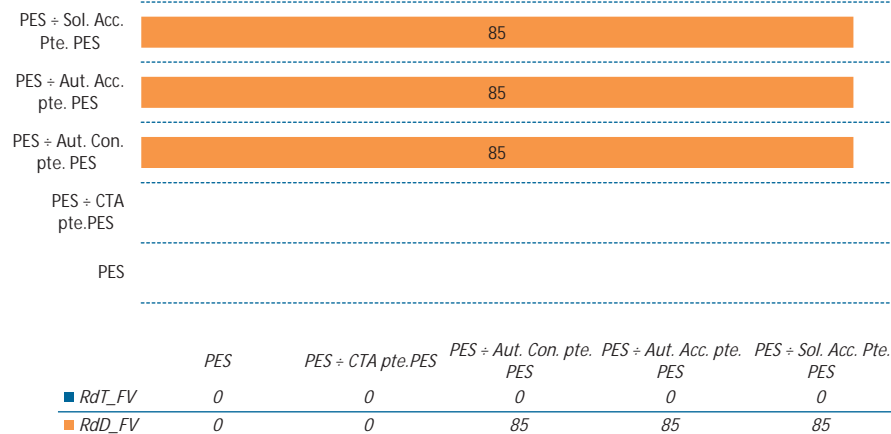 PES ÷ Sol. Acc.
Pte. PES
85
PES ÷ Aut. Acc.
pte. PES
85
PES ÷ Aut. Con.
pte. PES
85
PES ÷ CTA
pte.PES
PES
PES PES ÷ CTA pte.PES PES ÷ Aut. Con. pte. PES PES ÷ Aut. Acc. pte. PES PES ÷ Sol. Acc. Pte. PES
RdT_FV 0 0 0 0 0
RdD_FV 0 0 85 85 85